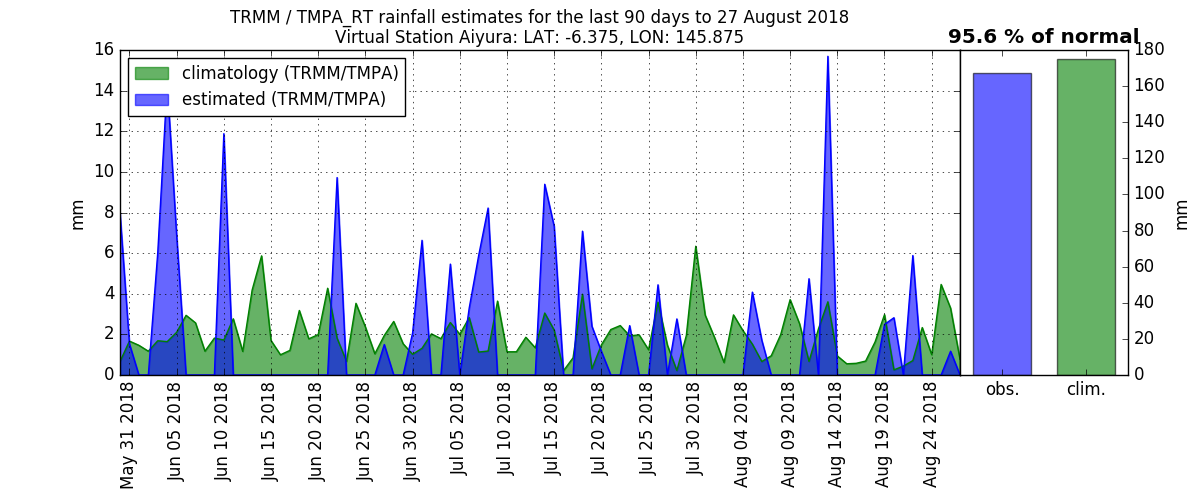 TRMM / TMPA_RT rainfall estimates for the last 90 days to 27 August 2018
Virtual Station Aiyura: LAT: -6.375, LON: 145.875
95.6 % of normal
climatology (TRMM/TMPA)
estimated (TRMM/TMPA)
mm
16
14
12
10
8
6
4
2
0
May 31 2018
Jun 05 2018
Jun 10 2018
Jun 15 2018
Jun 20 2018
Jun 25 2018
Jun 30 2018
Jul 05 2018
Jul 10 2018
Jul 15 2018
Jul 20 2018
Jul 25 2018
Jul 30 2018
Aug 04 2018
Aug 09 2018
Aug 14 2018
Aug 19 2018
Aug 24 2018
obs.
clim.
180
160
140
120
100
80
60
40
20
0
mm